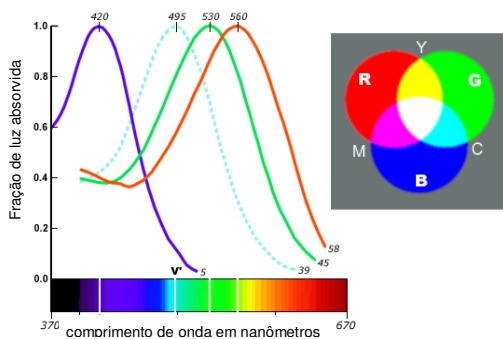 420 495 530 560
1.0
0.8
0.6
0.4
0.2
0.0
Fração de luz absorvida
V'
5
39
45
58
370 670
comprimento de onda em nanômetros
Y
R G
M C
B